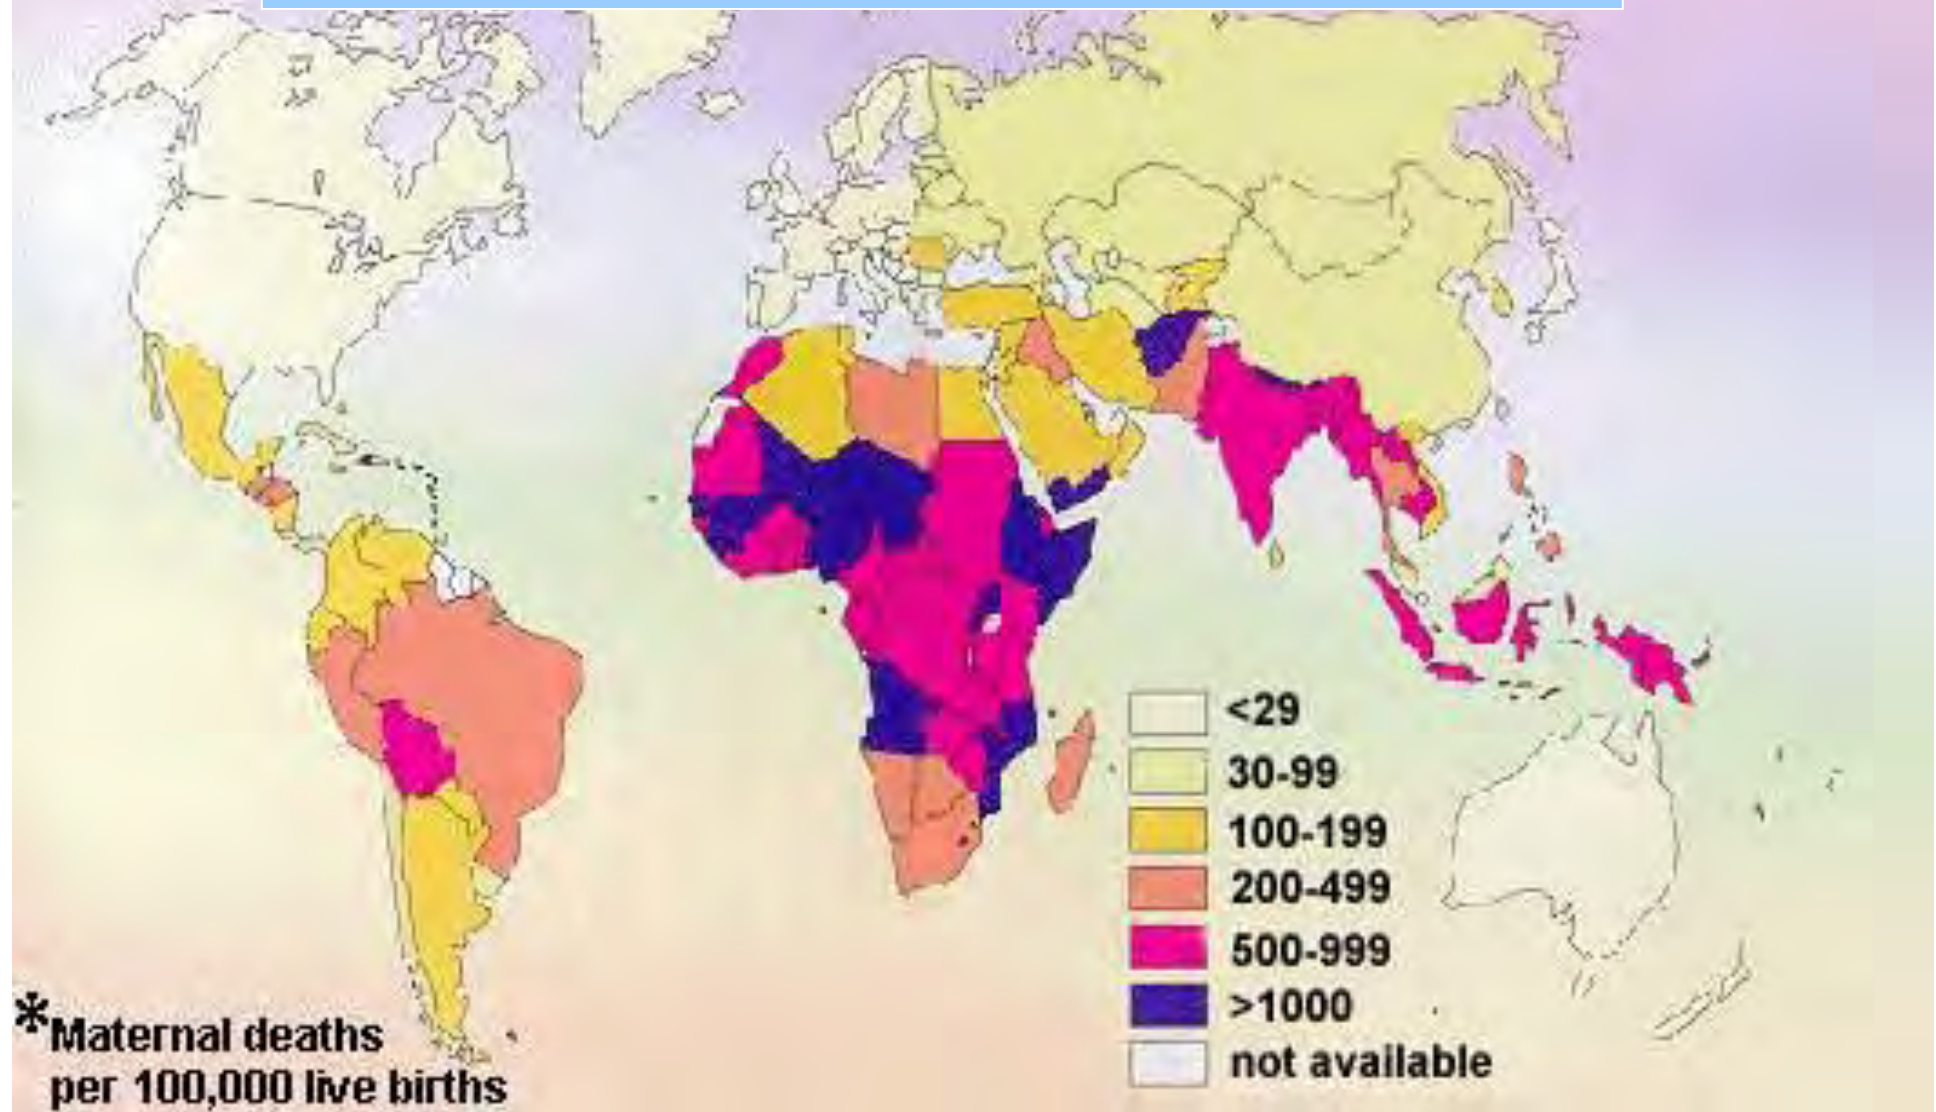 <29
30-99
100-199
200-499
500-999
>1000
not available
*Maternal deaths
per 100,000 live births